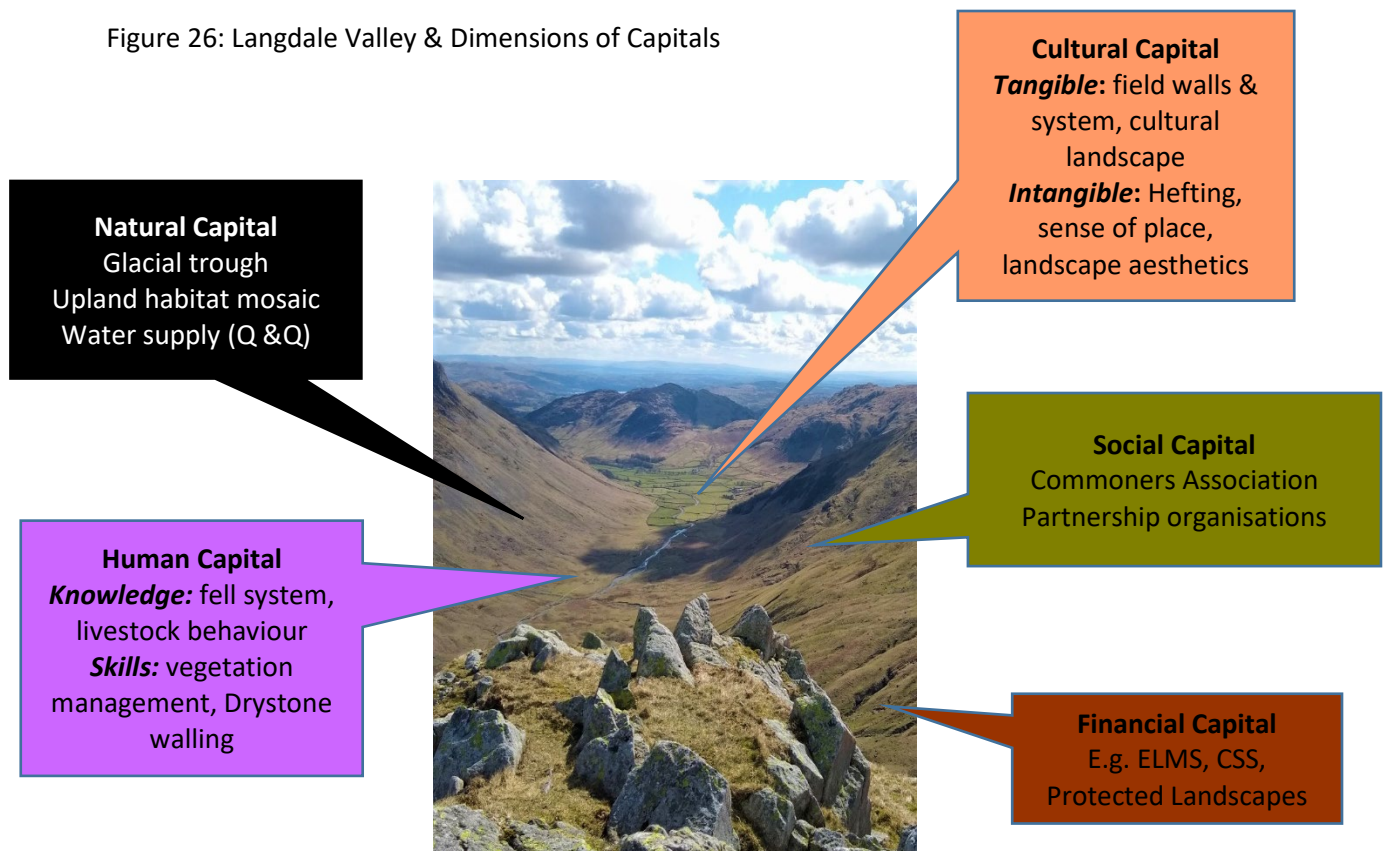 Figure 26: Langdale Valley & Dimensions of Capitals
Cultural Capital
Tangible: field walls &
system, cultural
landscape
Intangible: Hefting,
sense of place,
landscape aesthetics
Natural Capital
Glacial trough
Upland habitat mosaic
Water supply (Q &Q)
Social Capital
Commoners Association
Partnership organisations
Human Capital
Knowledge: fell system,
livestock behaviour
Skills: vegetation
management, Drystone
walling
Financial Capital
E.g. ELMS, CSS,
Protected Landscapes